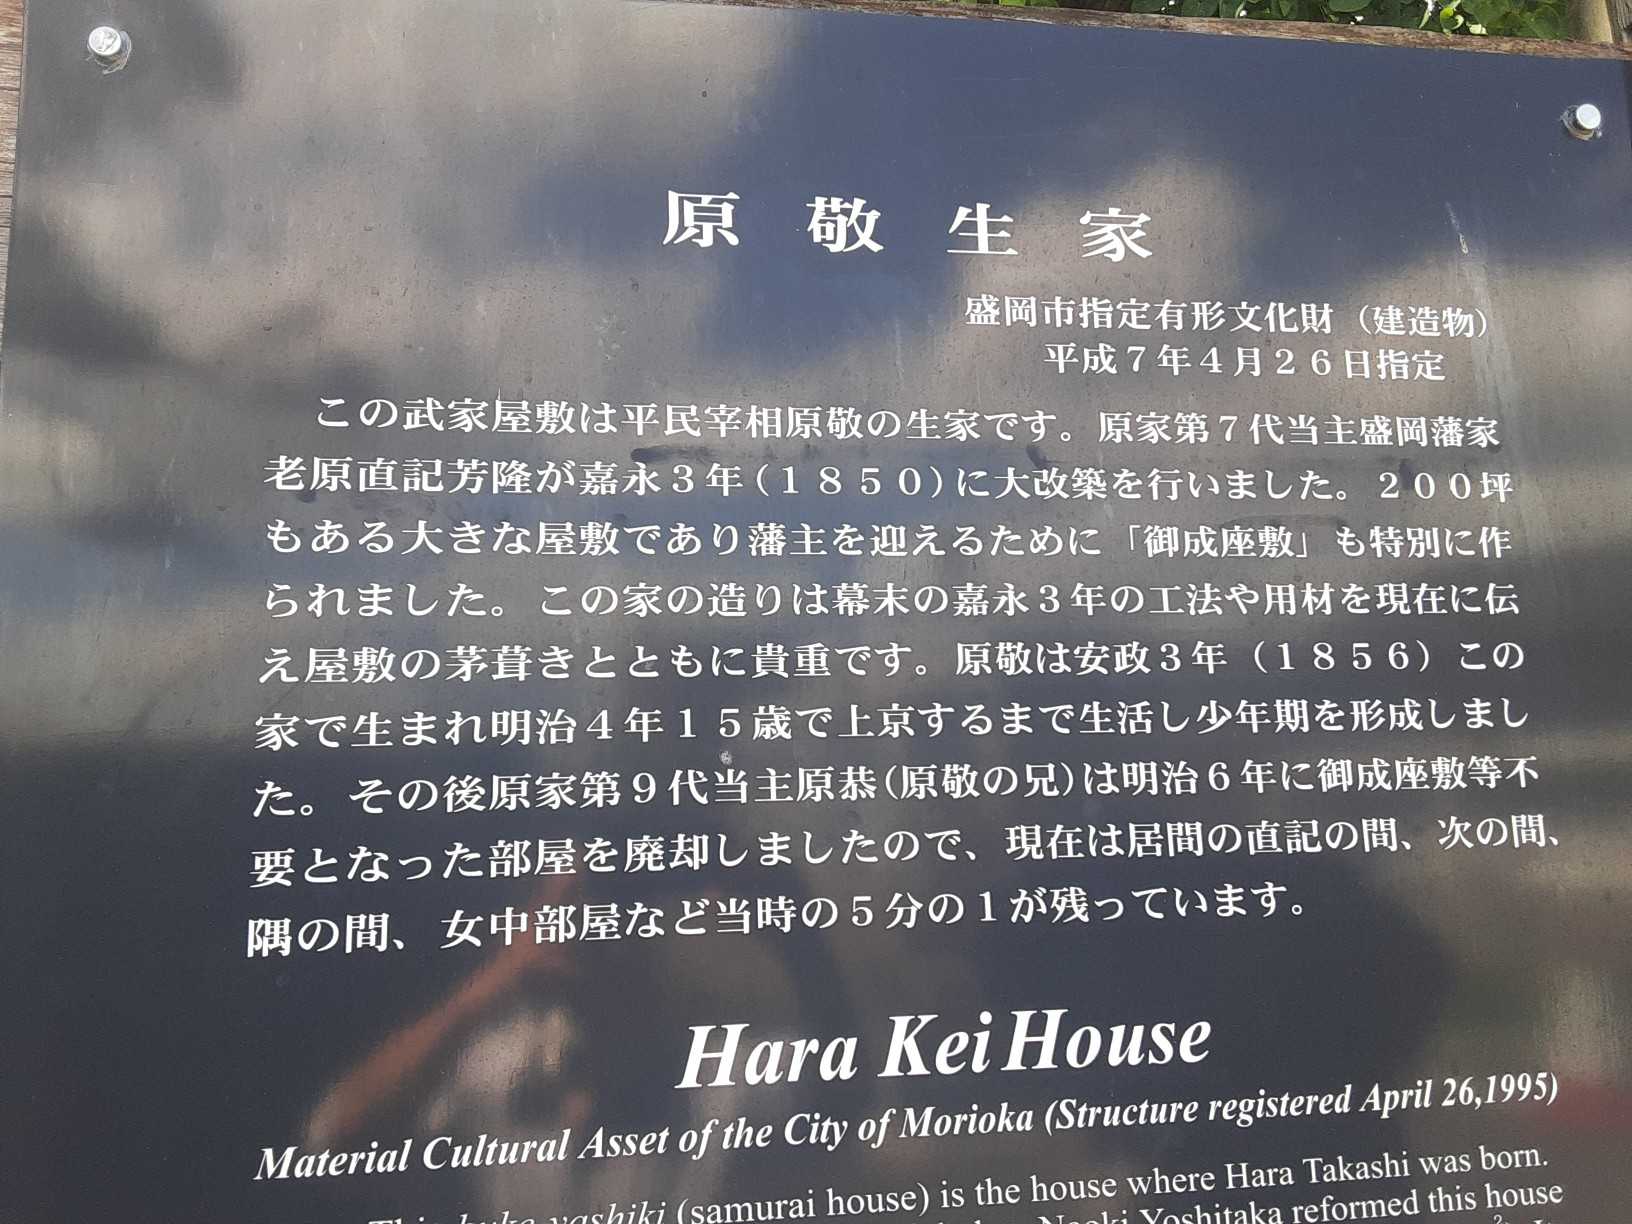 原敬生家
盛岡市指定有形文化財（建造物）
平成７年４月２６日指定
この武家屋敷は平民宰相原敬の生家です。原家第７代当主盛岡藩家
老原直記芳隆が嘉永３年（１８５０）に大改築を行いました。２００坪
もある大きな屋敷であり藩主を迎えるために「御成座敷」も特別に作
られました。この家の造りは幕末の嘉永３年の工法や用材を現在に伝
え屋敷の茅葺きとともに貴重です。原敬は安政３年（１８５６）この
家で生まれ明治４年１５歳で上京するまで生活し少年期を形成しまし
た。その後原家第９代当主原恭（原敬の兄）は明治６年に御成座敷等不
要となった部屋を廃却しましたので、現在は居間の直記の間、次の間、
隅の間、女中部屋など当時の５分の１が残っています。
Hara Kei House
Material Cultural Asset of the City of Morioka (Structure registered April 26,1995)
This buke yashiki (samurai house) is the house where Hara Takashi was born.
Naoki Yoshitaka reformed this house